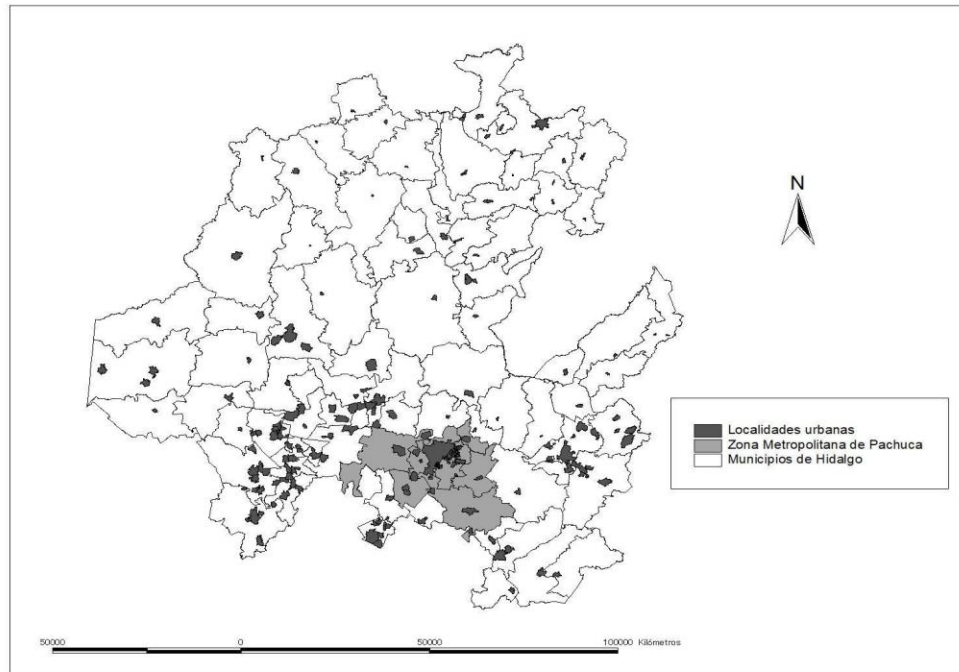 N
Localidades urbanas
Zona Metropolitana de Pachuca
Municipios de Hidalgo
50000 0 50000 100000 Kilómetros